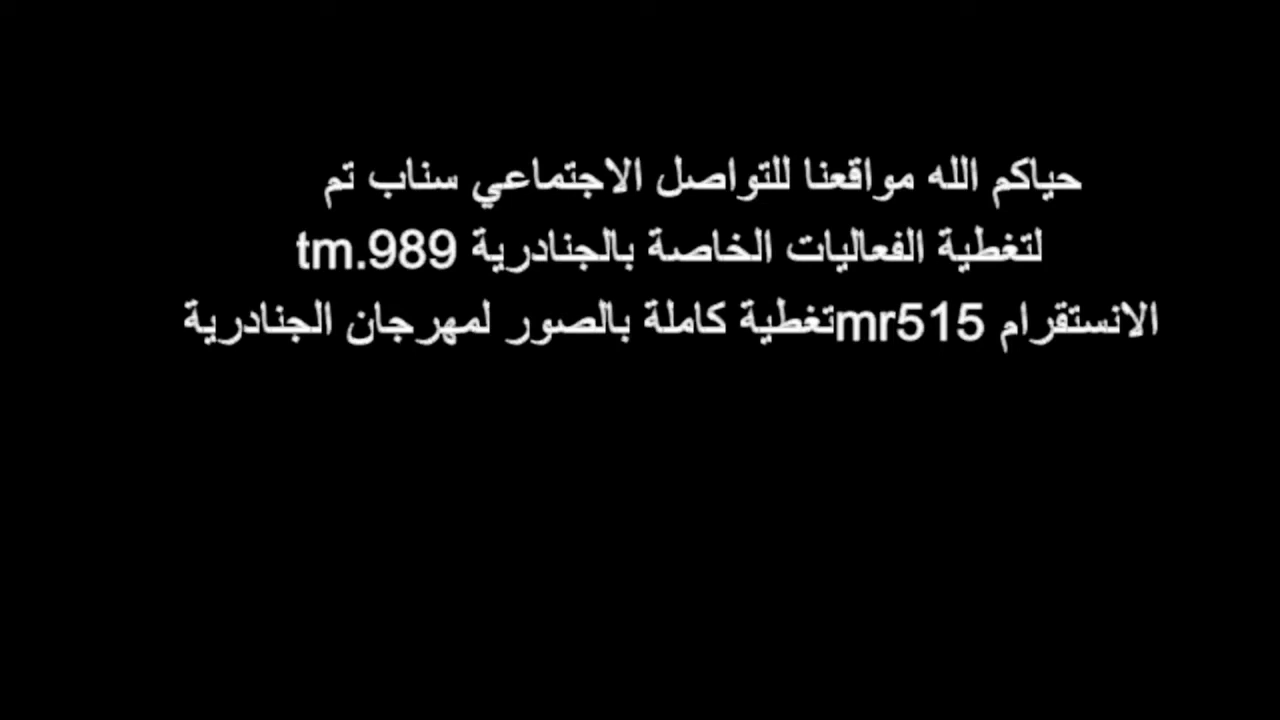 حياكم الله مواقعنا للتواصل الاجتماعي سناب تم
لتغطية الفعاليات الخاصة بالجنادرية tm.989
الانستقرام mr515تغطية كاملة بالصور لمهرجان الجنادرية